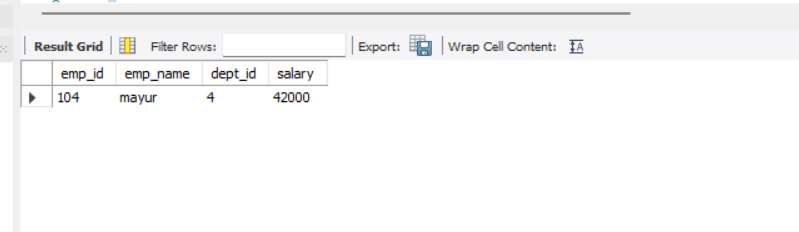 Result Grid Filter Rows: Export: Wrap Cell Content:
emp_id emp_name dept_id salary
104 mayur 4 42000